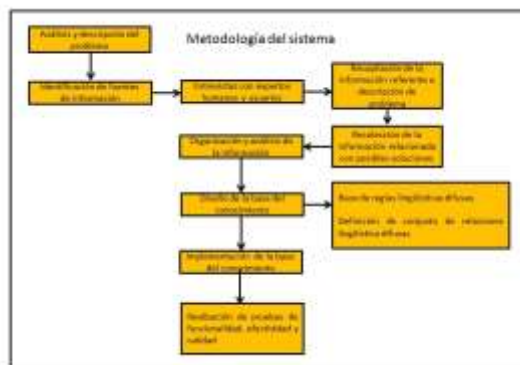 Metodología del sistema
Análisis y descripción del
problema
Identificación de fuentes
de información
Entrevistas con expertos
humanos y usuarios
Recopilación de la
información referente a
descripción de
problema
Recolección de la
información relacionada
con posibles soluciones
Organización y análisis de
la información
Diseño de la base del
conocimiento
Base de reglas lingüísticas difusas
Definición de conjunto de relaciones
lingüística difusas
Implementación de la base
del conocimiento
Realización de pruebas de
funcionalidad, efectividad y
calidad